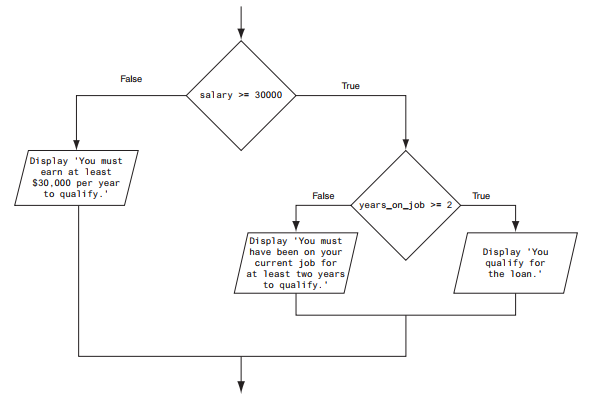 False
True
salary >= 30000
Display 'You must
earn at least
$30,000 per year
to qualify.'
False
True
years_on_job >= 2
Display 'You must
have been on your
current job for
at least two years
to qualify.'
Display 'You
qualify for
the loan.'